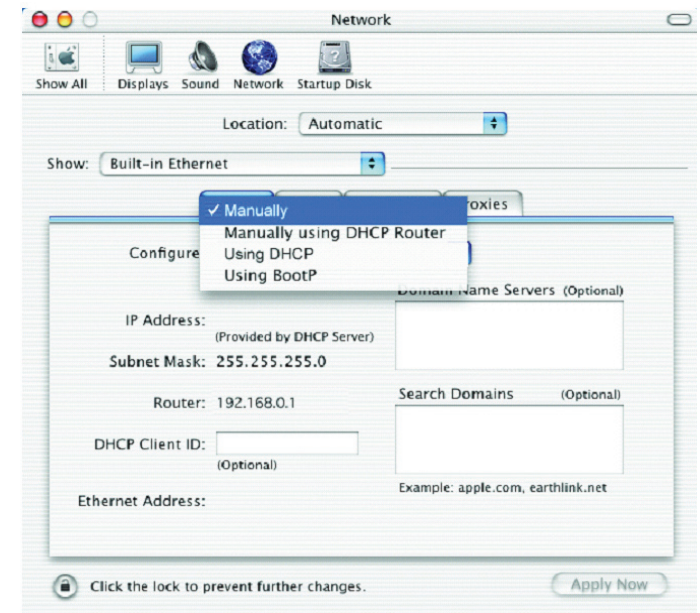 Network
Show All Displays Sound Network Startup Disk
Location: Automatic
Show: Built-in Ethernet
Manually
Manually using DHCP Router
Using DHCP
Using BootP
Configure
Domain Name Servers (Optional)
IP Address:
(Provided by DHCP Server)
Subnet Mask: 255.255.255.0
Router: 192.168.0.1
Search Domains (Optional)
DHCP Client ID:
(Optional)
Example: apple.com, earthlink.net
Ethernet Address:
Click the lock to prevent further changes.
Apply Now